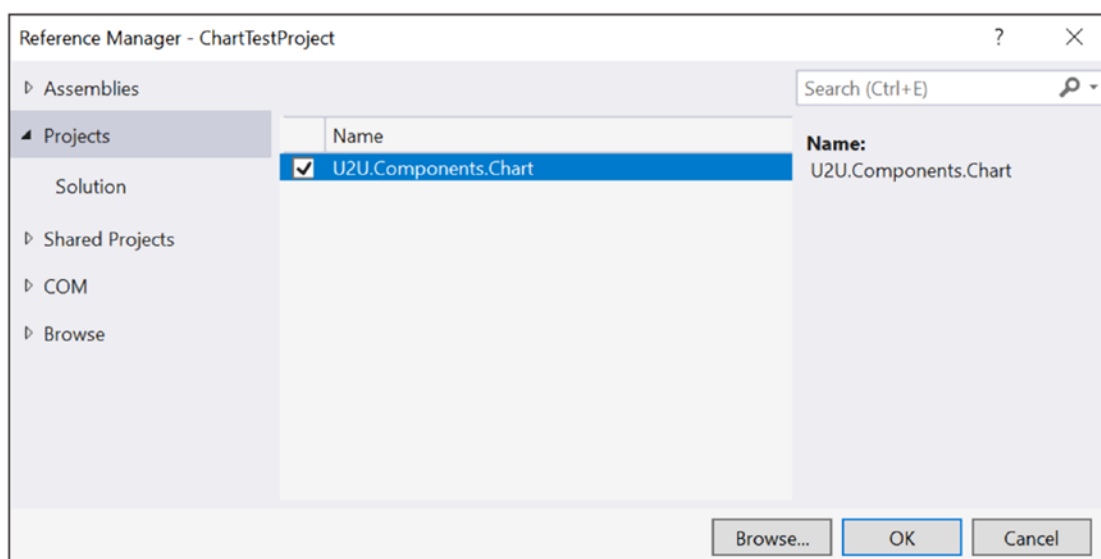 Reference Manager - ChartTestProject
?
Assemblies
Search (Ctrl+E)
Projects
Name
Name:
U2U.Components.Chart
U2U.Components.Chart
Solution
Shared Projects
COM
Browse
Browse...
OK
Cancel